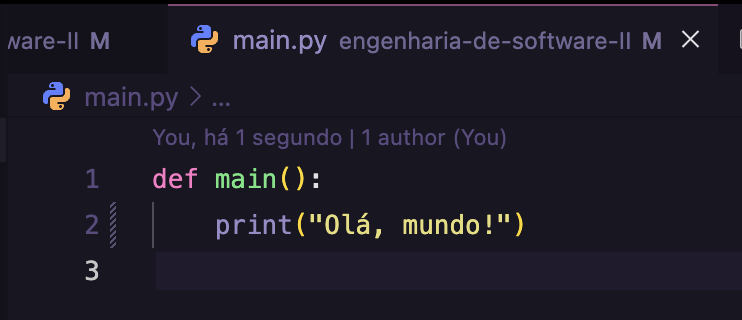 ware-II M main.py engenharia-de-software-II M
main.py > ...
You, há 1 segundo | 1 author (You)
1 def main():
2 print("Olá, mundo!")
3